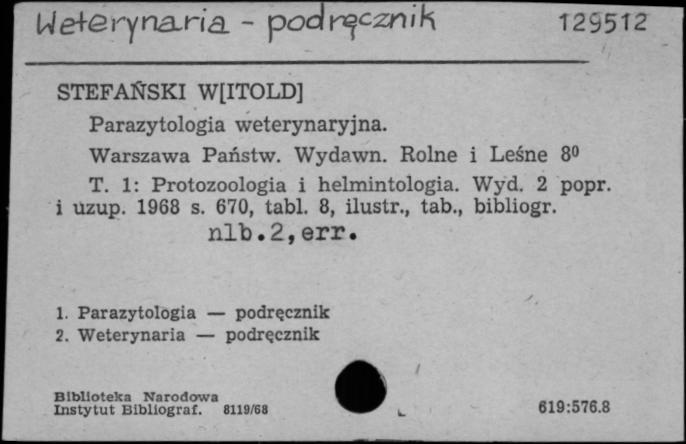 Weterynaria - podręcznik 129512
STEFAŃSKI W[ITOLD]
Parazytologia weterynaryjna.
Warszawa Państw. Wydawn. Rolne i Leśne 8⁰
T. 1: Protozoologia i helmintologia. Wyd. 2 popr.
i uzup. 1968 s. 670, tabl. 8, ilustr., tab., bibliogr.
nlb.2,err.
1. Parazytologia — podręcznik
2. Weterynaria — podręcznik
Biblioteka Narodowa
Instytut Bibliograf. 8119/68 619:576.8